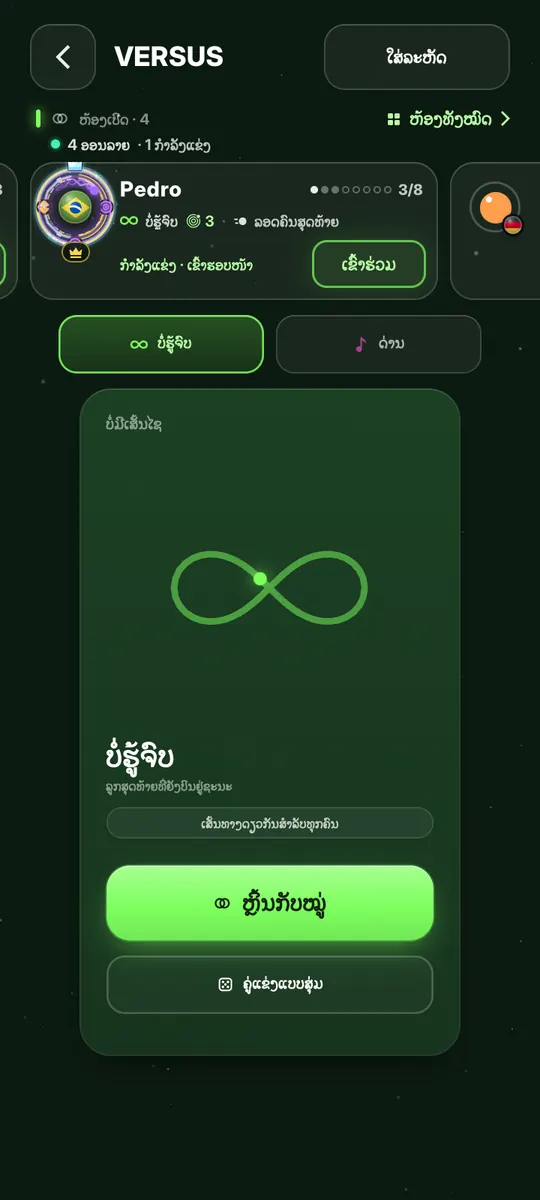 VERSUS
ໃສ່ລະຫັດ
ຫ້ອງເປີດ · 4
ຫ້ອງທັງໝົດ
4 ອອນລາຍ · 1 ກຳລັງແຂ່ງ
Pedro
3/8
ບໍ່ຮູ້ຈົບ 3 · ລອດຄົນສຸດທ້າຍ
ກຳລັງແຂ່ງ · ເຂົ້າຮອບໜ້າ
ເຂົ້າຮ່ວມ
ບໍ່ຮູ້ຈົບ
ດ່ານ
ບໍ່ມີເສັ້ນໄຊ
ບໍ່ຮູ້ຈົບ
ລູກສຸດທ້າຍທີ່ຍັງບິນຢູ່ຊະນະ
ເສັ້ນທາງດຽວກັນສຳລັບທຸກຄົນ
ຫຼິ້ນກັບໝູ່
ຄູ່ແຂ່ງແບບສຸ່ມ